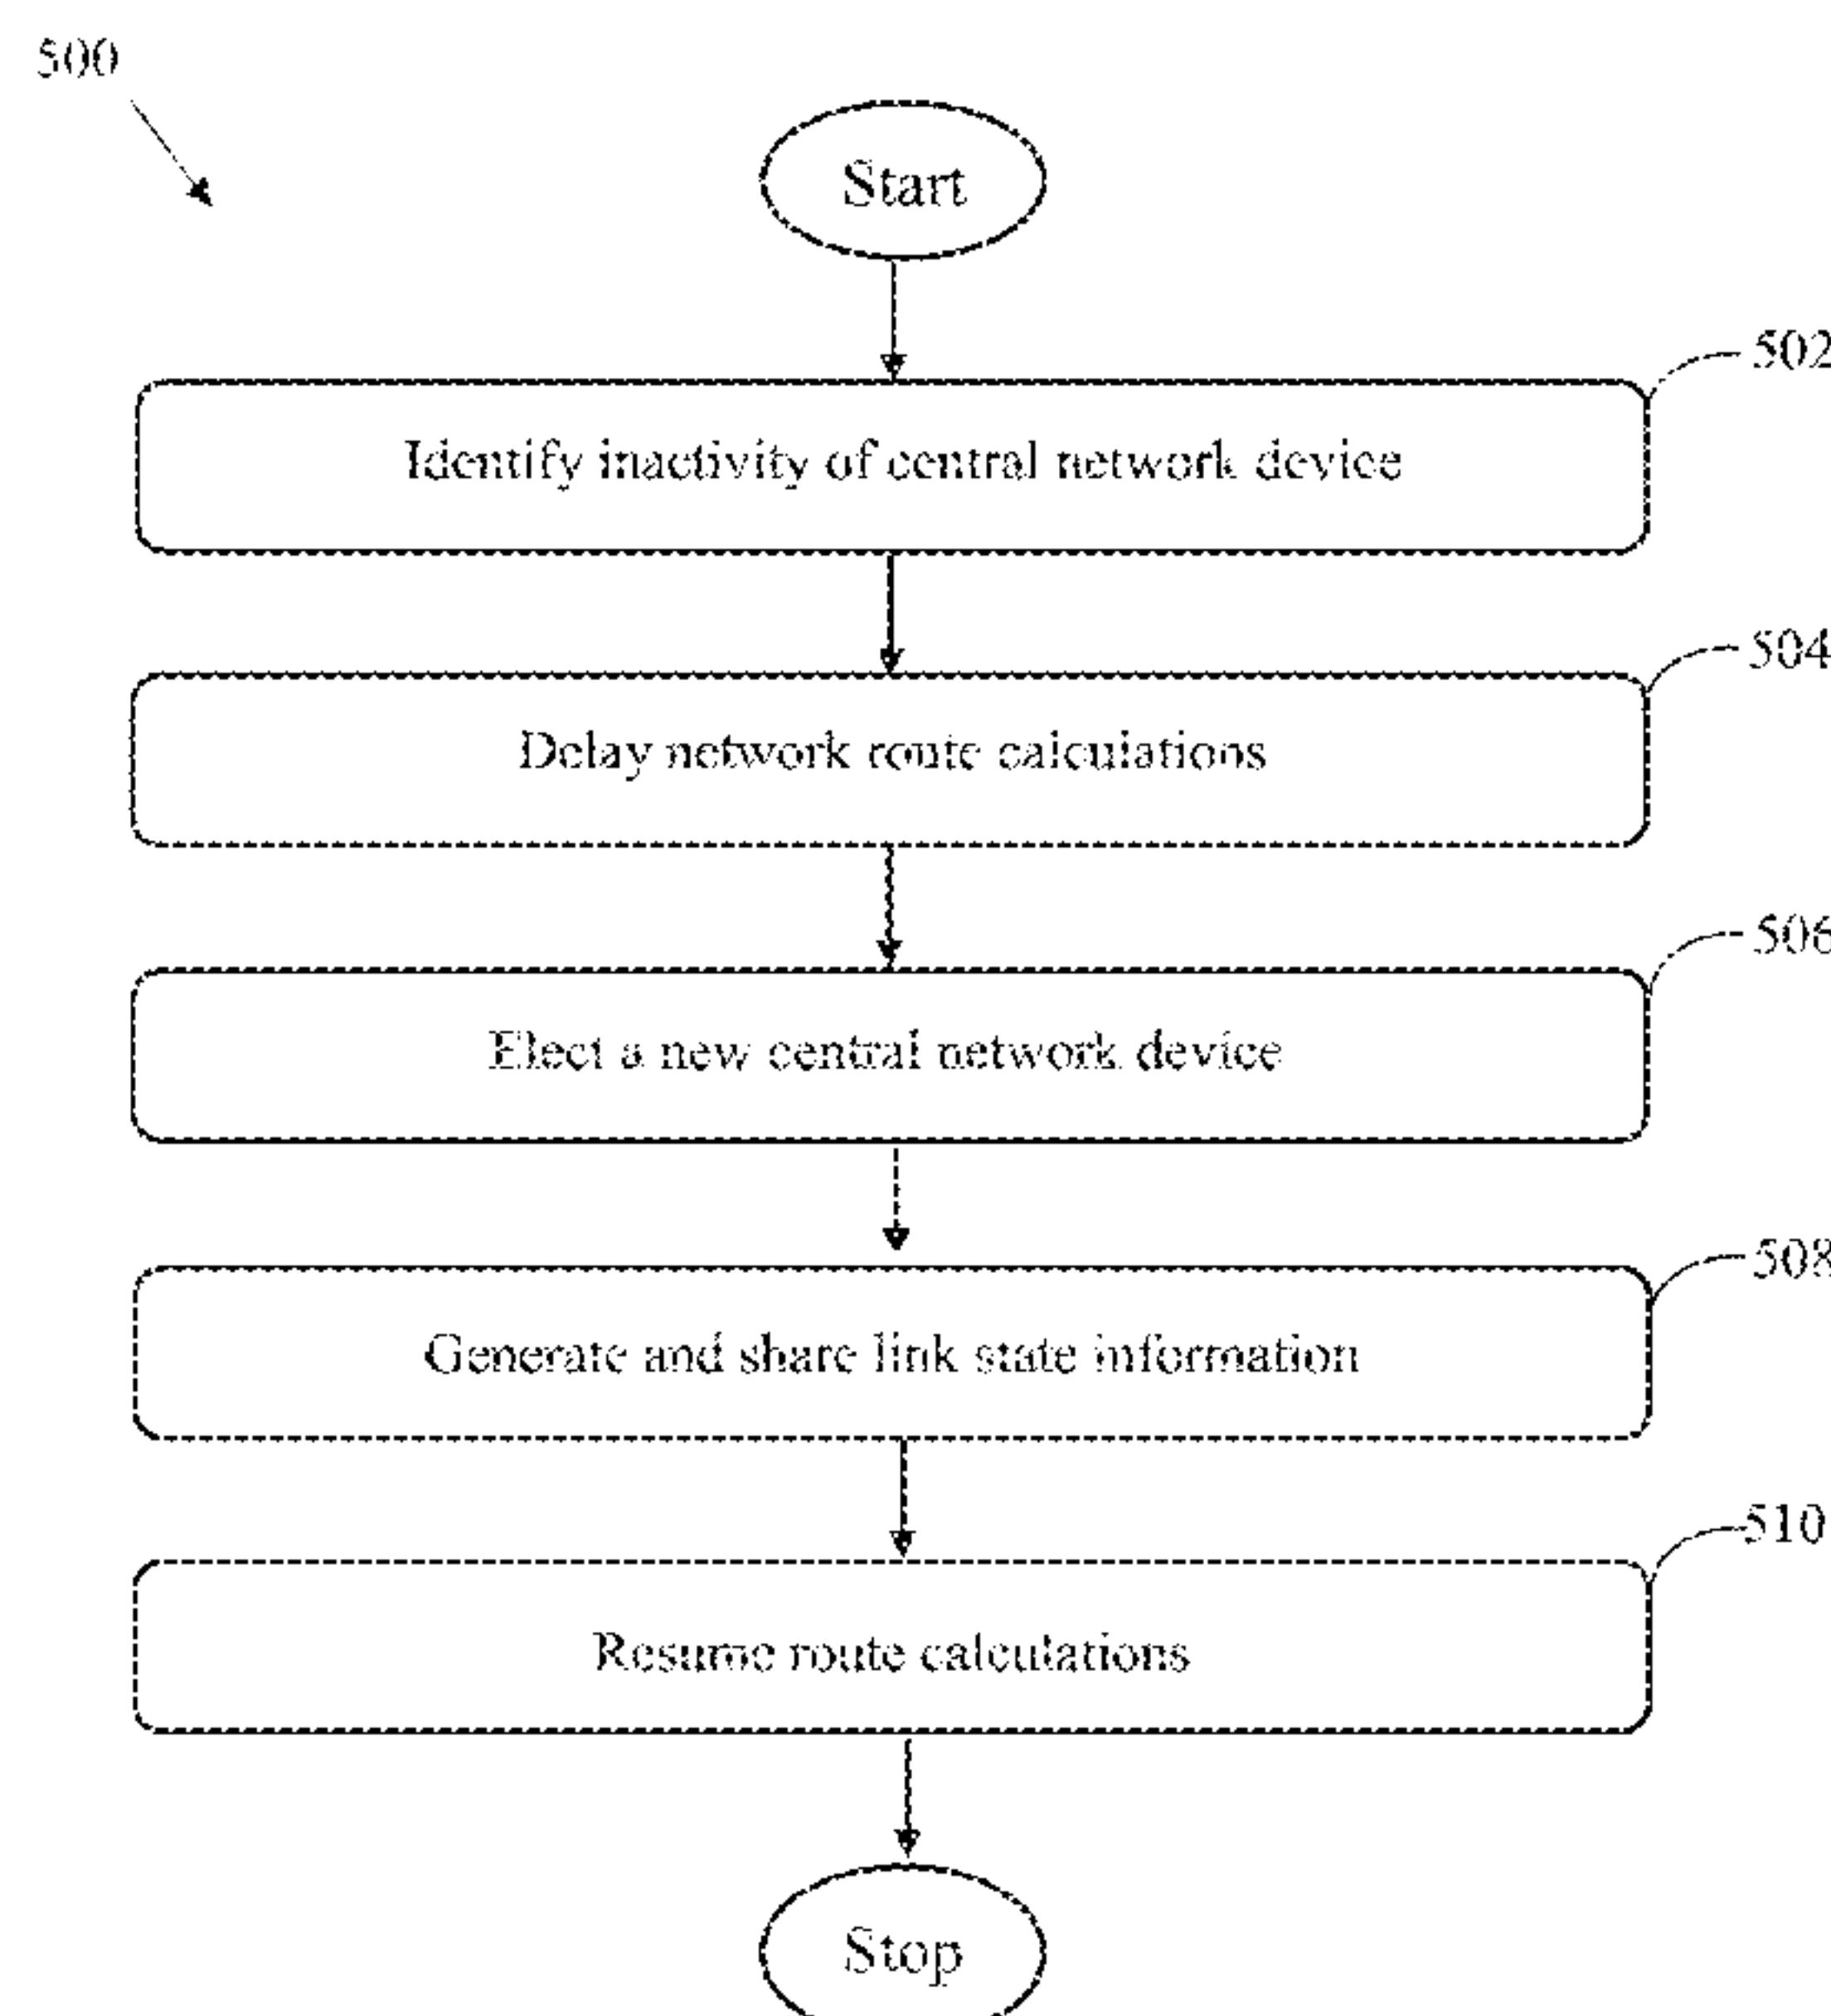 500
Start
502
Identify inactivity of central network device
504
Delay network route calculations
506
Elect a new central network device
508
Generate and share link state information
510
Resume route calculations
Stop